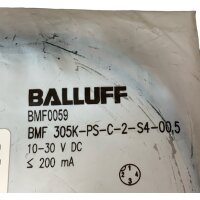 BALLUFF
BMF0059
BMF 305K-PS-C-2-S4-00,5
10-30 V DC
≤ 200 mA